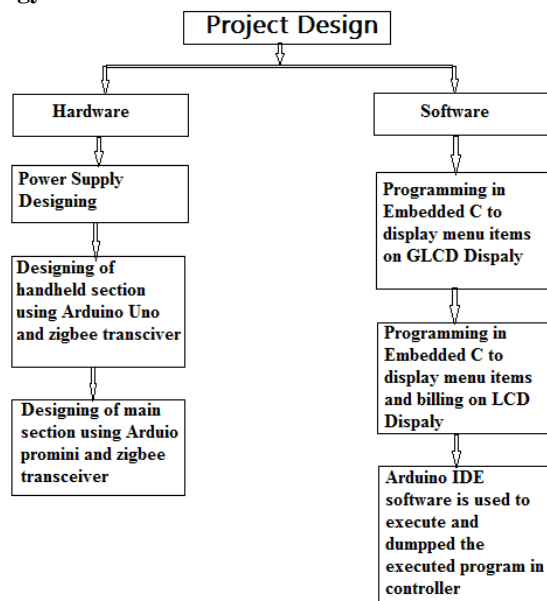 gy
Project Design
Hardware
Power Supply
Designing
Designing of
handheld section
using Arduino Uno
and zigbee transciver
Designing of main
section using Arduio
promini and zigbee
transceiver
Software
Programming in
Embedded C to
display menu items
on GLCD Dispaly
Programming in
Embedded C to
display menu items
and billing on LCD
Dispaly
Arduino IDE
software is used to
execute and
dumpped the
executed program in
controller